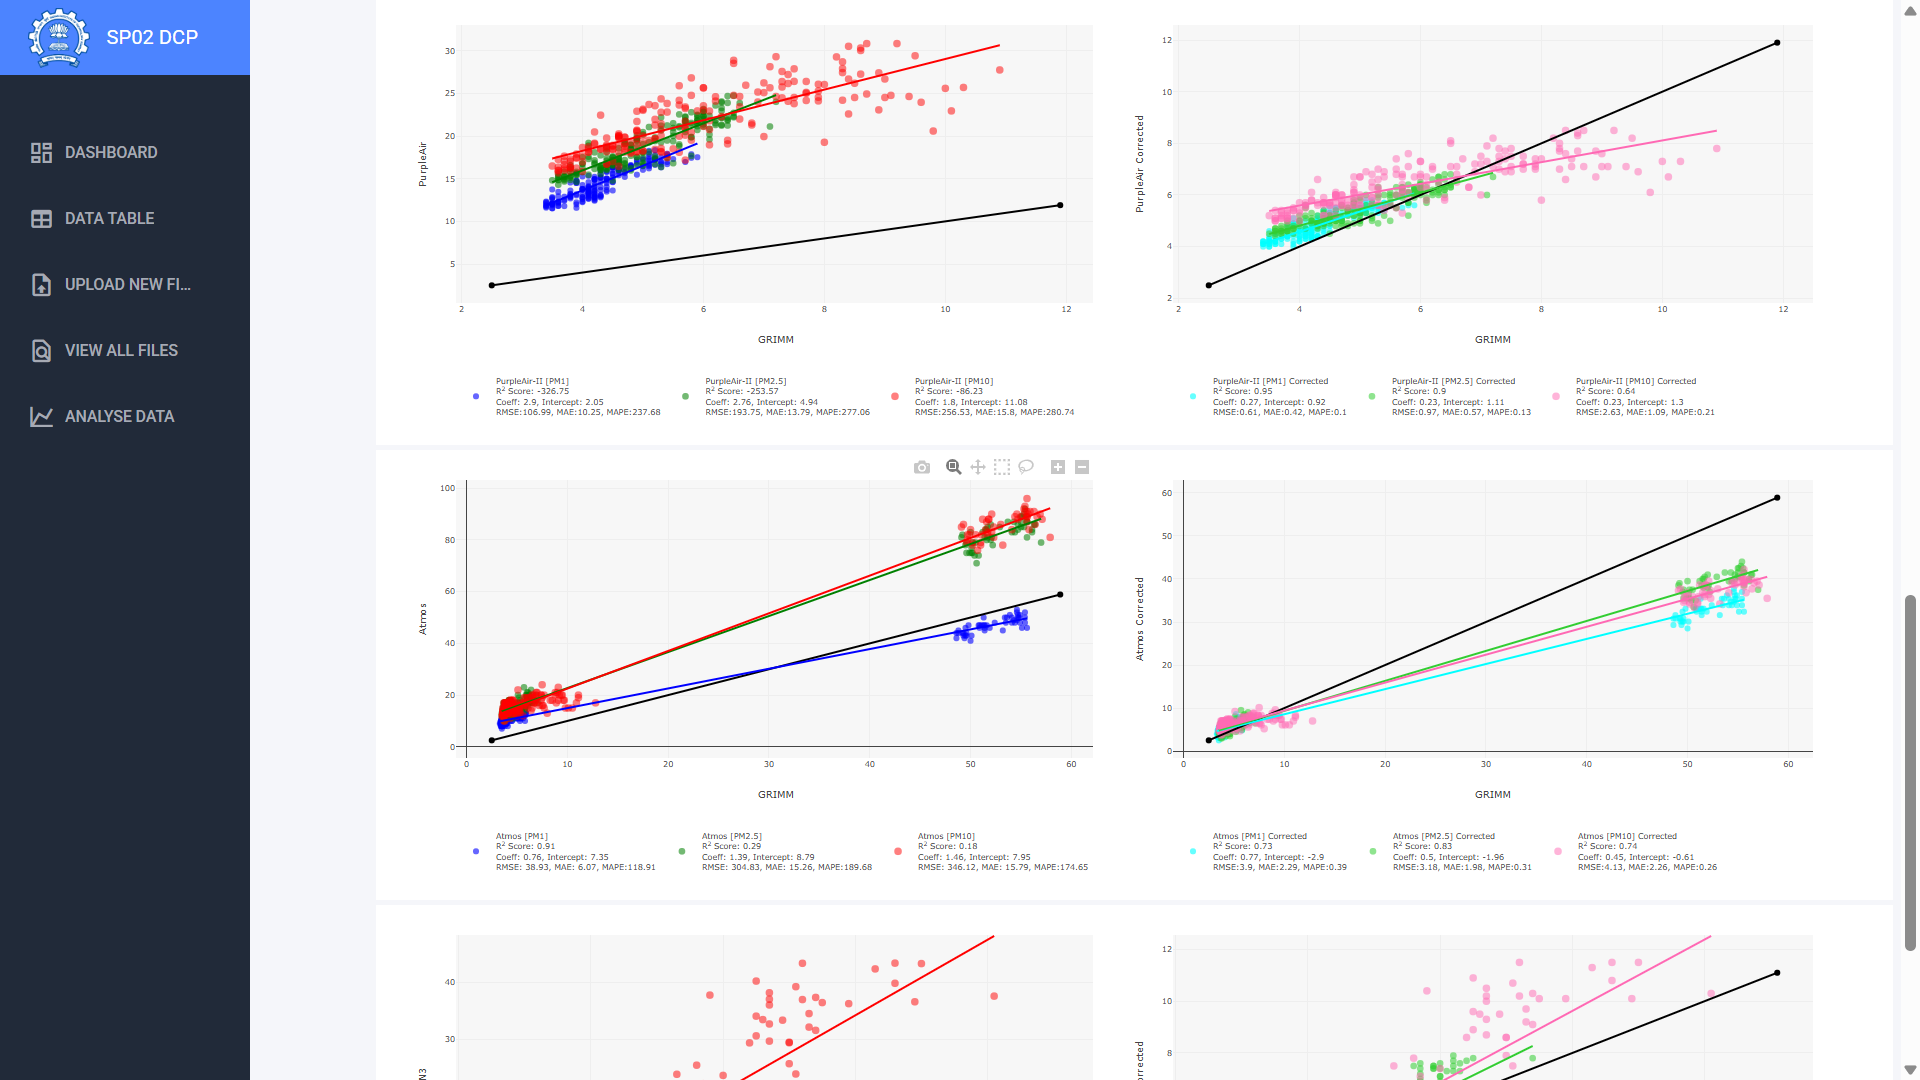 SP02 DCP
DASHBOARD
DATA TABLE
UPLOAD NEW FI...
VIEW ALL FILES
ANALYSE DATA
30
25
20
15
10
5
2
4
6
8
10
12
PurpleAir
GRIMM
PurpleAir-II [PM1]
R² Score: -326.75
Coeff: 2.9, Intercept: 2.05
RMSE:106.99, MAE:10.25, MAPE:237.68
PurpleAir-II [PM2.5]
R² Score: -253.57
Coeff: 2.76, Intercept: 4.94
RMSE:193.75, MAE:13.79, MAPE:277.06
PurpleAir-II [PM10]
R² Score: -86.23
Coeff: 1.8, Intercept: 11.08
RMSE:256.53, MAE:15.8, MAPE:280.74
12
10
8
6
4
2
2
4
6
8
10
12
PurpleAir Corrected
GRIMM
PurpleAir-II [PM1] Corrected
R² Score: 0.95
Coeff: 0.27, Intercept: 0.92
RMSE:0.61, MAE:0.42, MAPE:0.1
PurpleAir-II [PM2.5] Corrected
R² Score: 0.9
Coeff: 0.23, Intercept: 1.11
RMSE:0.97, MAE:0.57, MAPE:0.13
PurpleAir-II [PM10] Corrected
R² Score: 0.64
Coeff: 0.23, Intercept: 1.3
RMSE:2.63, MAE:1.09, MAPE:0.21
100
80
60
40
20
0
0
10
20
30
40
50
60
Atmos
GRIMM
Atmos [PM1]
R² Score: 0.91
Coeff: 0.76, Intercept: 7.35
RMSE: 38.93, MAE: 6.07, MAPE:118.91
Atmos [PM2.5]
R² Score: 0.29
Coeff: 1.39, Intercept: 8.79
RMSE: 304.83, MAE: 15.26, MAPE:189.68
Atmos [PM10]
R² Score: 0.18
Coeff: 1.46, Intercept: 7.95
RMSE: 346.12, MAE: 15.79, MAPE:174.65
60
50
40
30
20
10
0
0
10
20
30
40
50
60
Atmos Corrected
GRIMM
Atmos [PM1] Corrected
R² Score: 0.73
Coeff: 0.77, Intercept: -2.9
RMSE:3.9, MAE:2.29, MAPE:0.39
Atmos [PM2.5] Corrected
R² Score: 0.83
Coeff: 0.5, Intercept: -1.96
RMSE:3.18, MAE:1.98, MAPE:0.31
Atmos [PM10] Corrected
R² Score: 0.74
Coeff: 0.45, Intercept: -0.61
RMSE:4.13, MAE:2.26, MAPE:0.26
40
30
N3
12
10
8
orrected